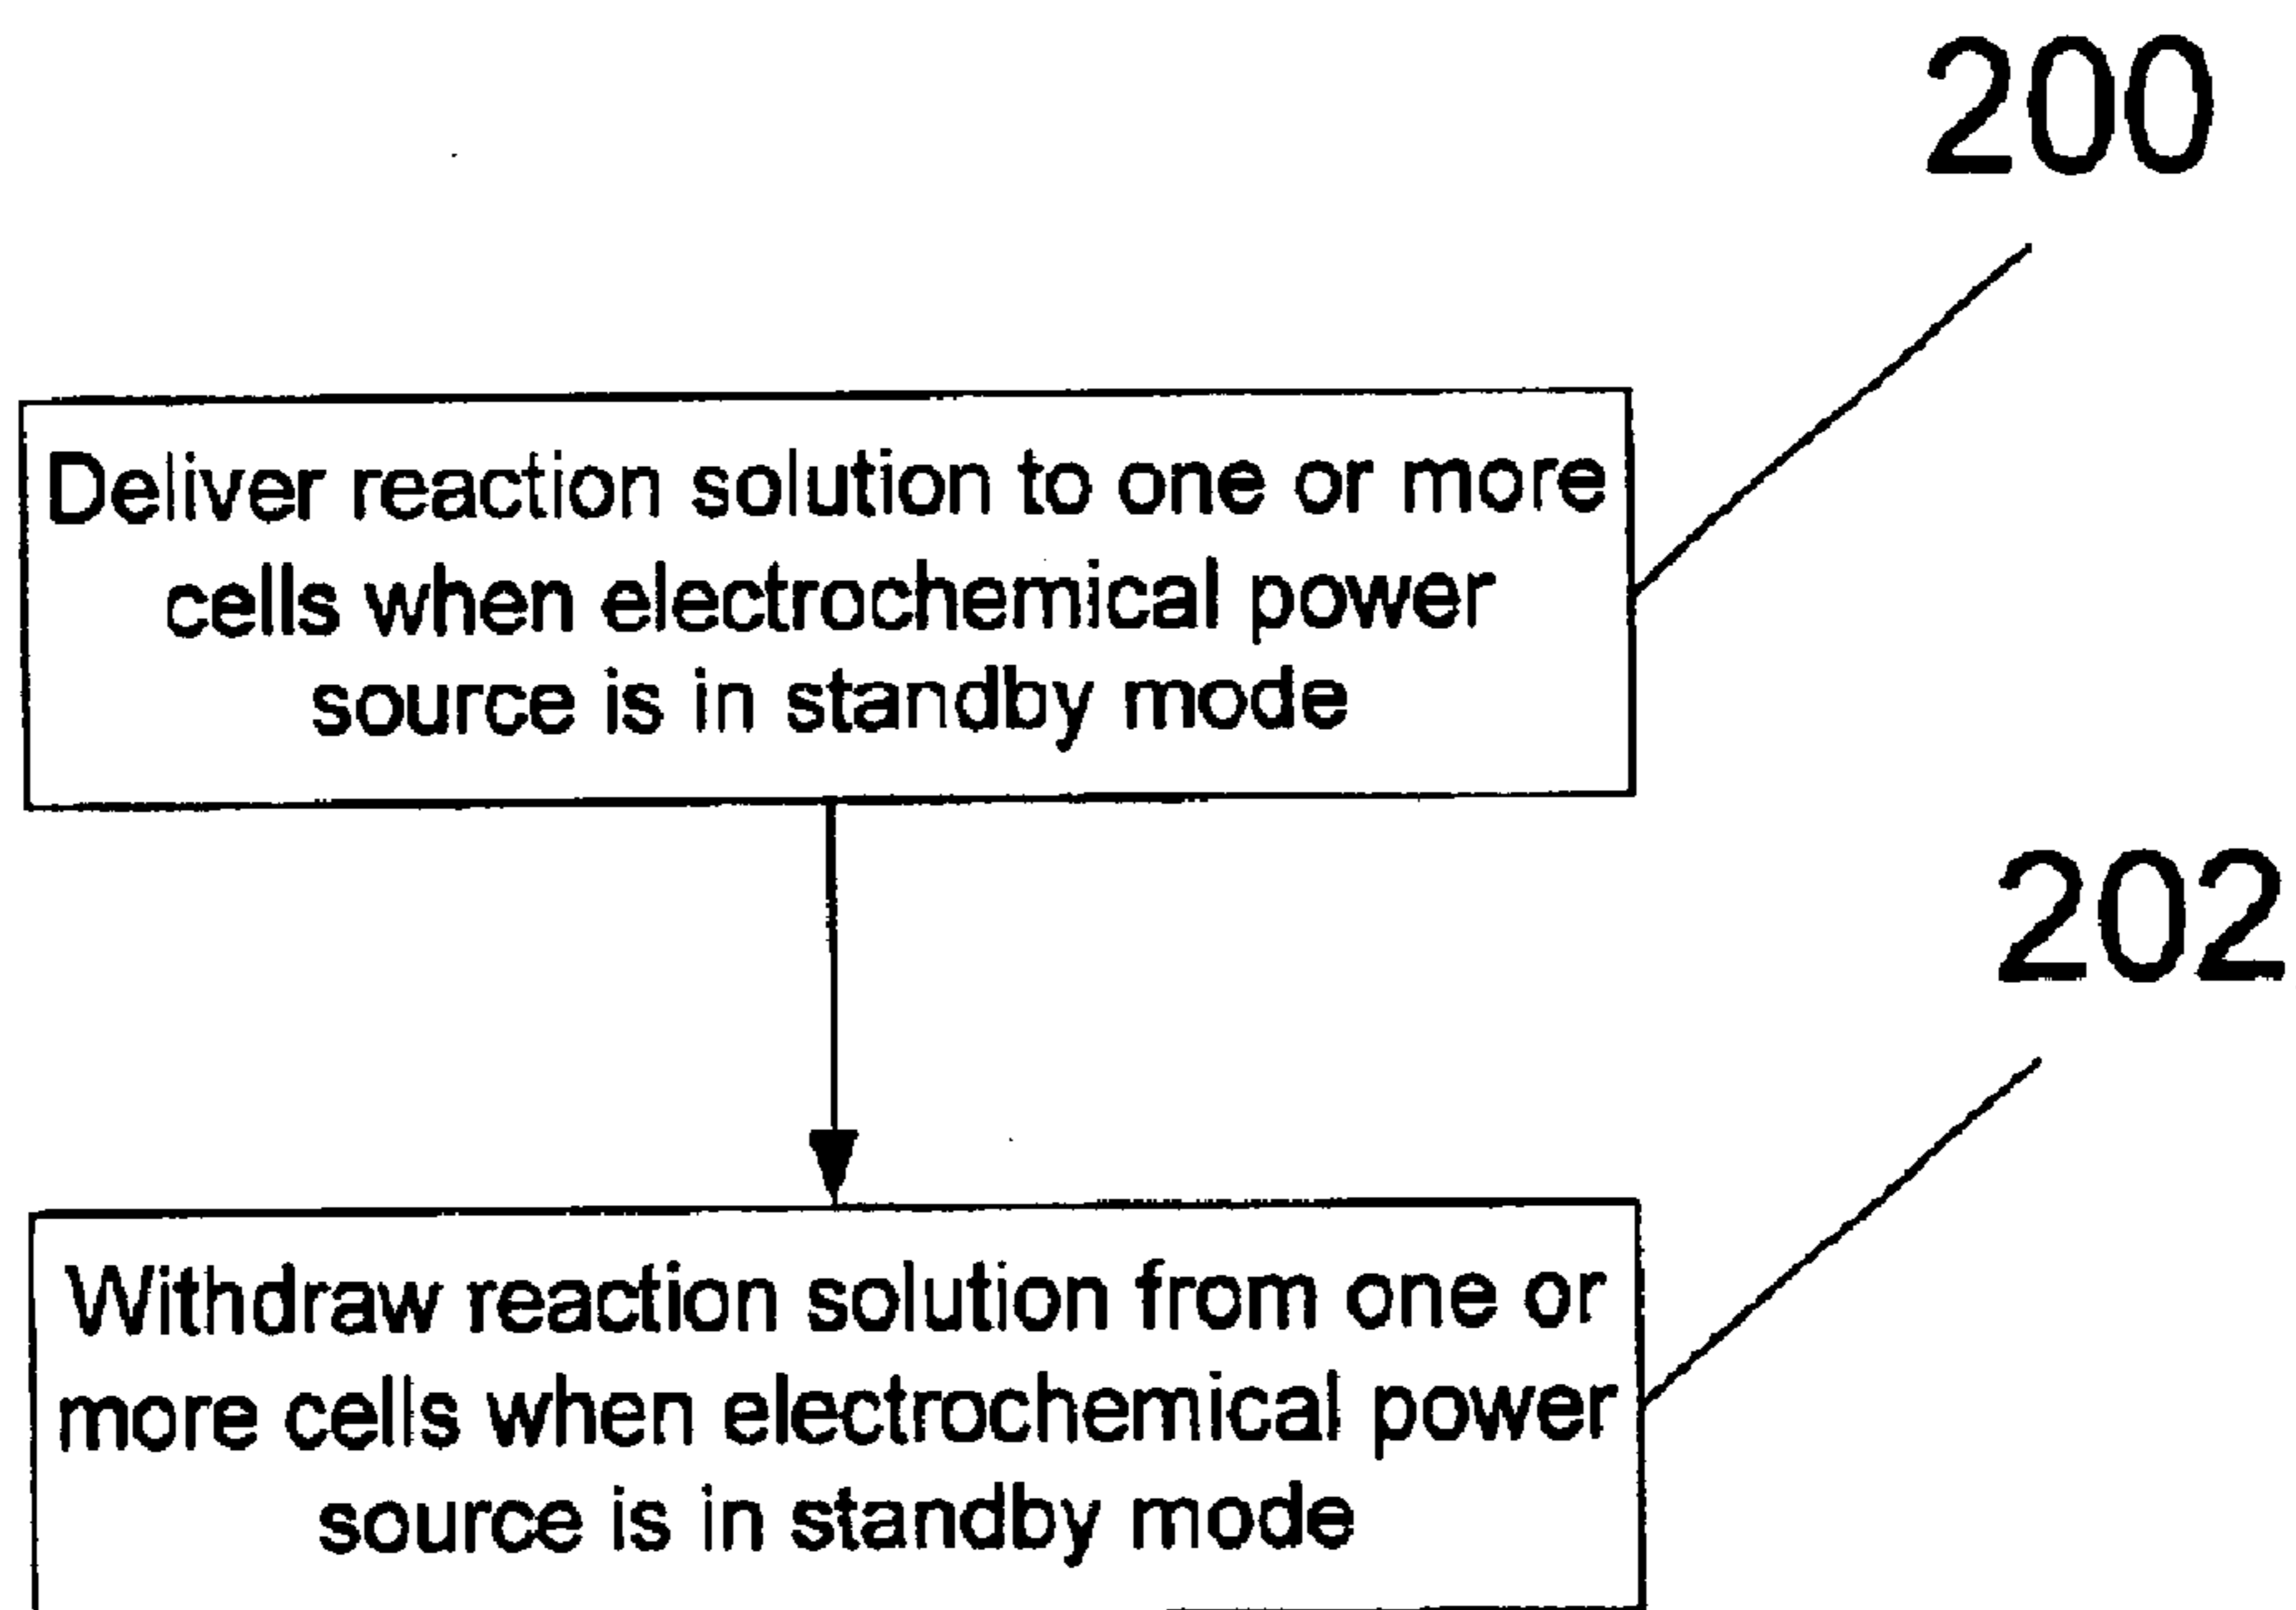 200
Deliver reaction solution to one or more
cells when electrochemical power
source is in standby mode
202
Withdraw reaction solution from one or
more cells when electrochemical power
source is in standby mode